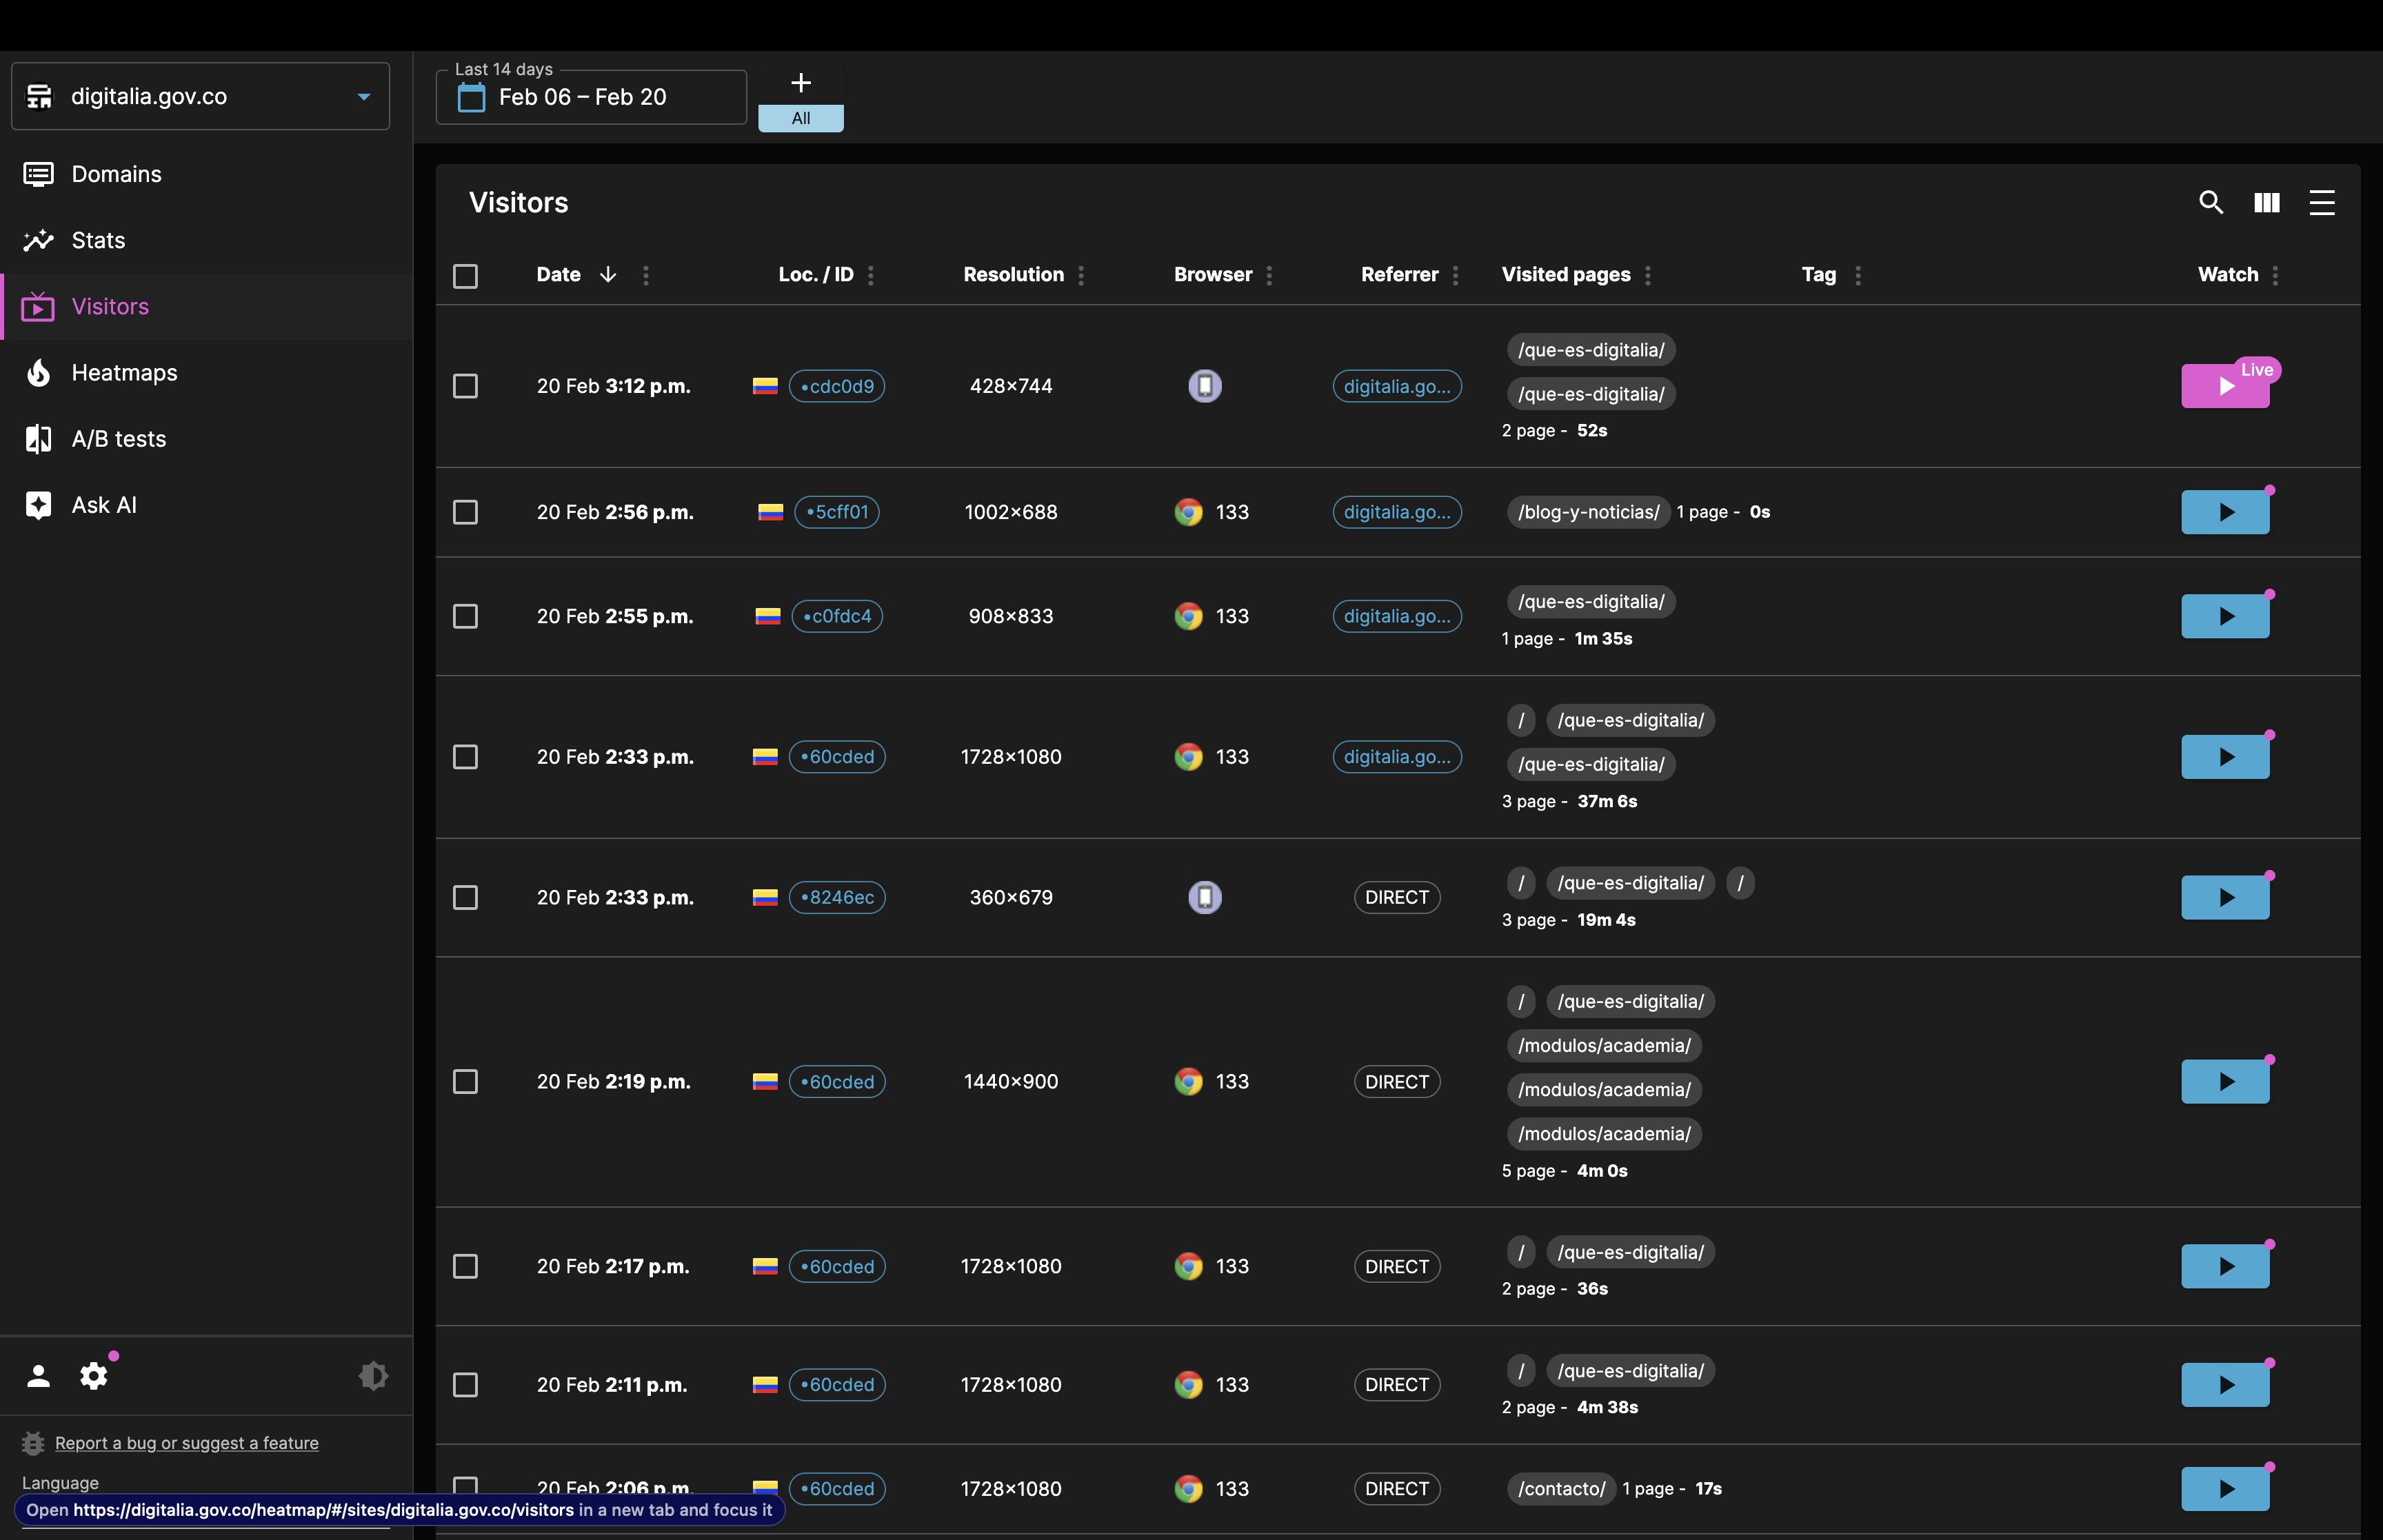 digitalia.gov.co
Domains
Stats
Visitors
Heatmaps
A/B tests
Ask AI
Last 14 days
Feb 06 – Feb 20
All
Visitors
Date Loc. / ID Resolution Browser Referrer Visited pages Tag Watch
/que-es-digitalia/
20 Feb 3:12 p.m. •cdc0d9 428×744 digitalia.go... Live
/que-es-digitalia/
2 page - 52s
20 Feb 2:56 p.m. •5cff01 1002×688 133 digitalia.go... /blog-y-noticias/ 1 page - 0s
/que-es-digitalia/
20 Feb 2:55 p.m. •c0fdc4 908×833 133 digitalia.go...
1 page - 1m 35s
/ /que-es-digitalia/
20 Feb 2:33 p.m. •60cded 1728×1080 133 digitalia.go...
/que-es-digitalia/
3 page - 37m 6s
/ /que-es-digitalia/ /
20 Feb 2:33 p.m. •8246ec 360×679 DIRECT
3 page - 19m 4s
/ /que-es-digitalia/
/modulos/academia/
20 Feb 2:19 p.m. •60cded 1440×900 133 DIRECT
/modulos/academia/
/modulos/academia/
5 page - 4m 0s
/ /que-es-digitalia/
20 Feb 2:17 p.m. •60cded 1728×1080 133 DIRECT
2 page - 36s
/ /que-es-digitalia/
20 Feb 2:11 p.m. •60cded 1728×1080 133 DIRECT
2 page - 4m 38s
20 Feb 2:06 p.m. •60cded 1728×1080 133 DIRECT /contacto/ 1 page - 17s
Report a bug or suggest a feature
Language
Open https://digitalia.gov.co/heatmap/#/sites/digitalia.gov.co/visitors in a new tab and focus it